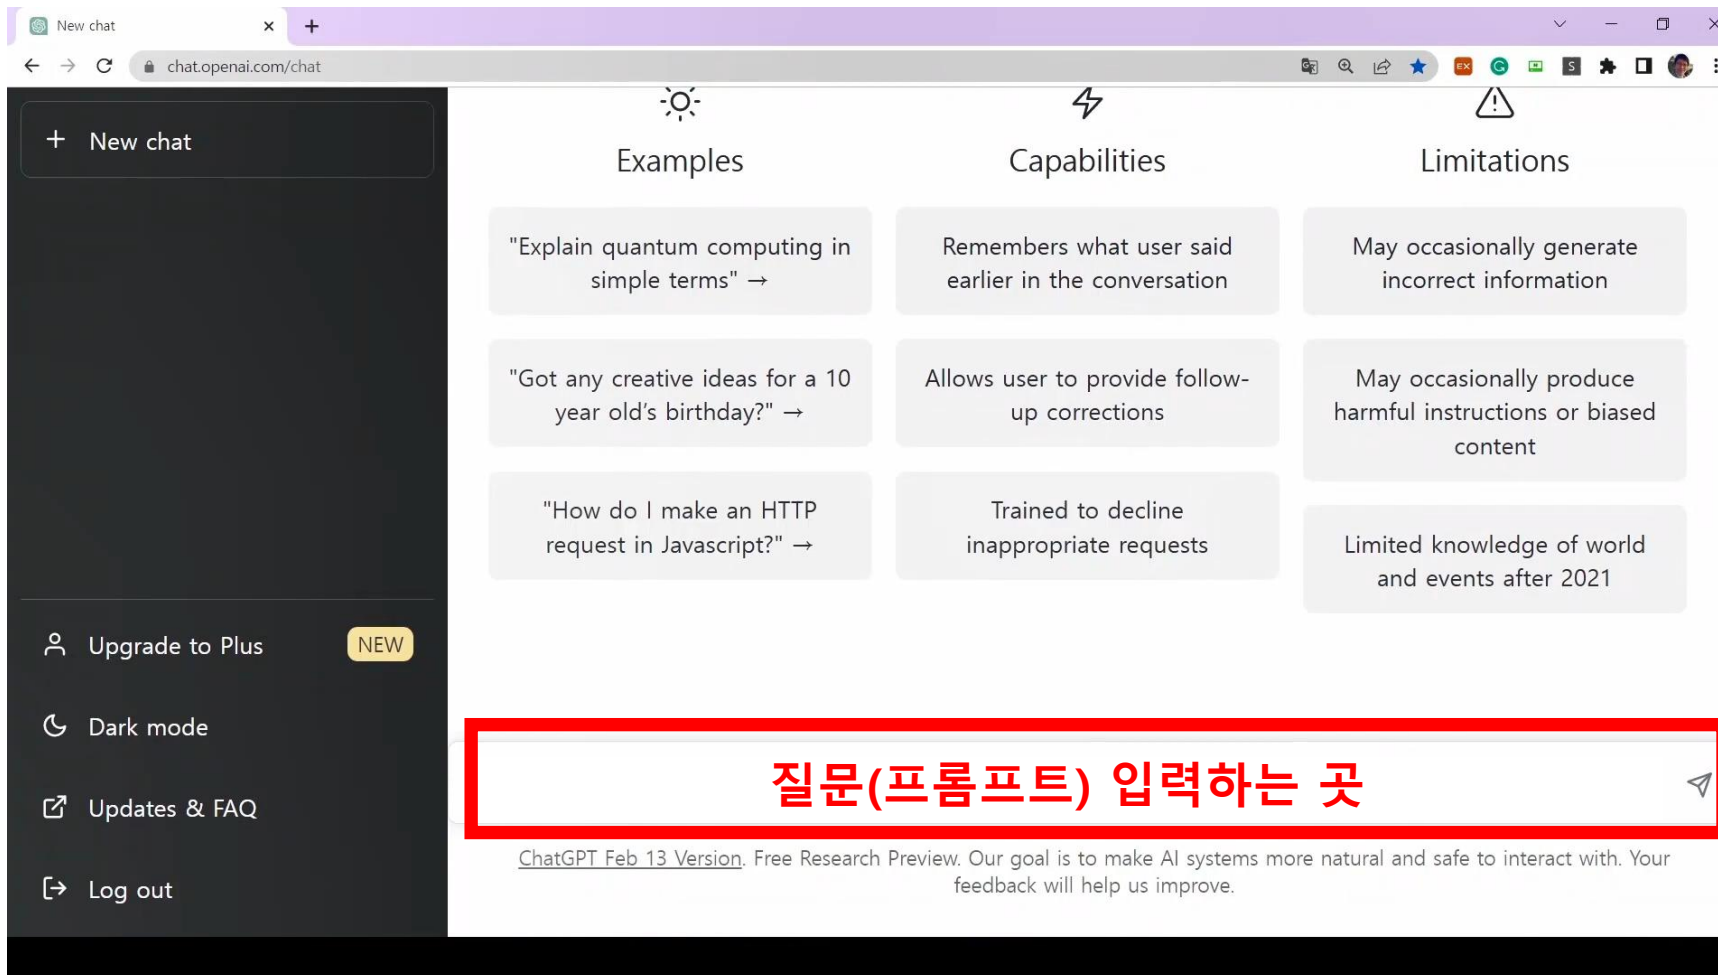 New chat
chat.openai.com/chat
New chat
Upgrade to Plus
NEW
Dark mode
Updates & FAQ
Log out
Examples
"Explain quantum computing in
simple terms" →
"Got any creative ideas for a 10
year old's birthday?" →
"How do I make an HTTP
request in Javascript?" →
Capabilities
Remembers what user said
earlier in the conversation
Allows user to provide follow-
up corrections
Trained to decline
inappropriate requests
Limitations
May occasionally generate
incorrect information
May occasionally produce
harmful instructions or biased
content
Limited knowledge of world
and events after 2021
질문(프롬프트) 입력하는 곳
ChatGPT Feb 13 Version. Free Research Preview. Our goal is to make AI systems more natural and safe to interact with. Your
feedback will help us improve.